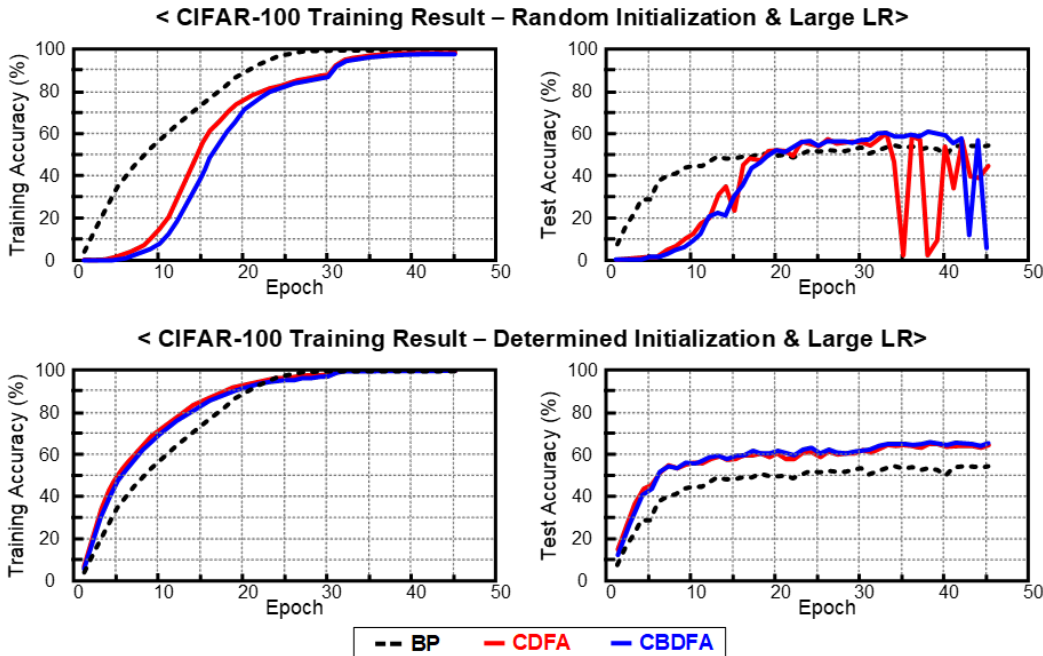 < CIFAR-100 Training Result – Random Initialization & Large LR>
Training Accuracy (%)
100
80
60
40
20
0
0 10 20 30 40 50
Epoch
Test Accuracy (%)
100
80
60
40
20
0
0 10 20 30 40 50
Epoch
< CIFAR-100 Training Result – Determined Initialization & Large LR>
Training Accuracy (%)
100
80
60
40
20
0
0 10 20 30 40 50
Epoch
Test Accuracy (%)
100
80
60
40
20
0
0 10 20 30 40 50
Epoch
BP CDFA CBDFA